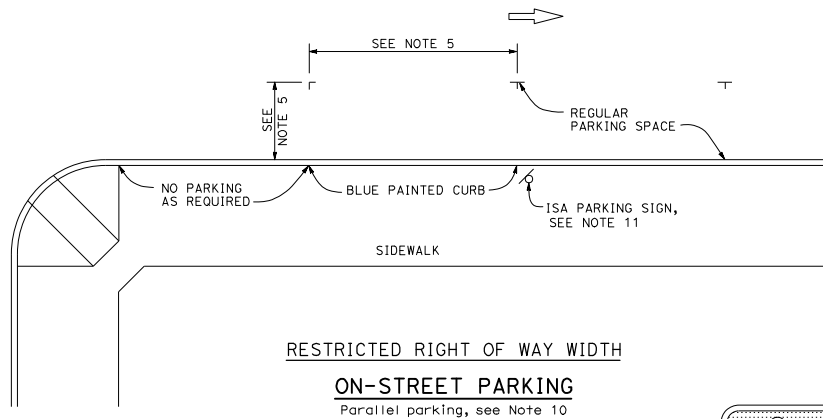 SEE NOTE 5
SEE
NOTE 5
REGULAR
PARKING SPACE
NO PARKING
AS REQUIRED
BLUE PAINTED CURB
ISA PARKING SIGN,
SEE NOTE 11
SIDEWALK
RESTRICTED RIGHT OF WAY WIDTH
ON-STREET PARKING
Parallel parking, see Note 10